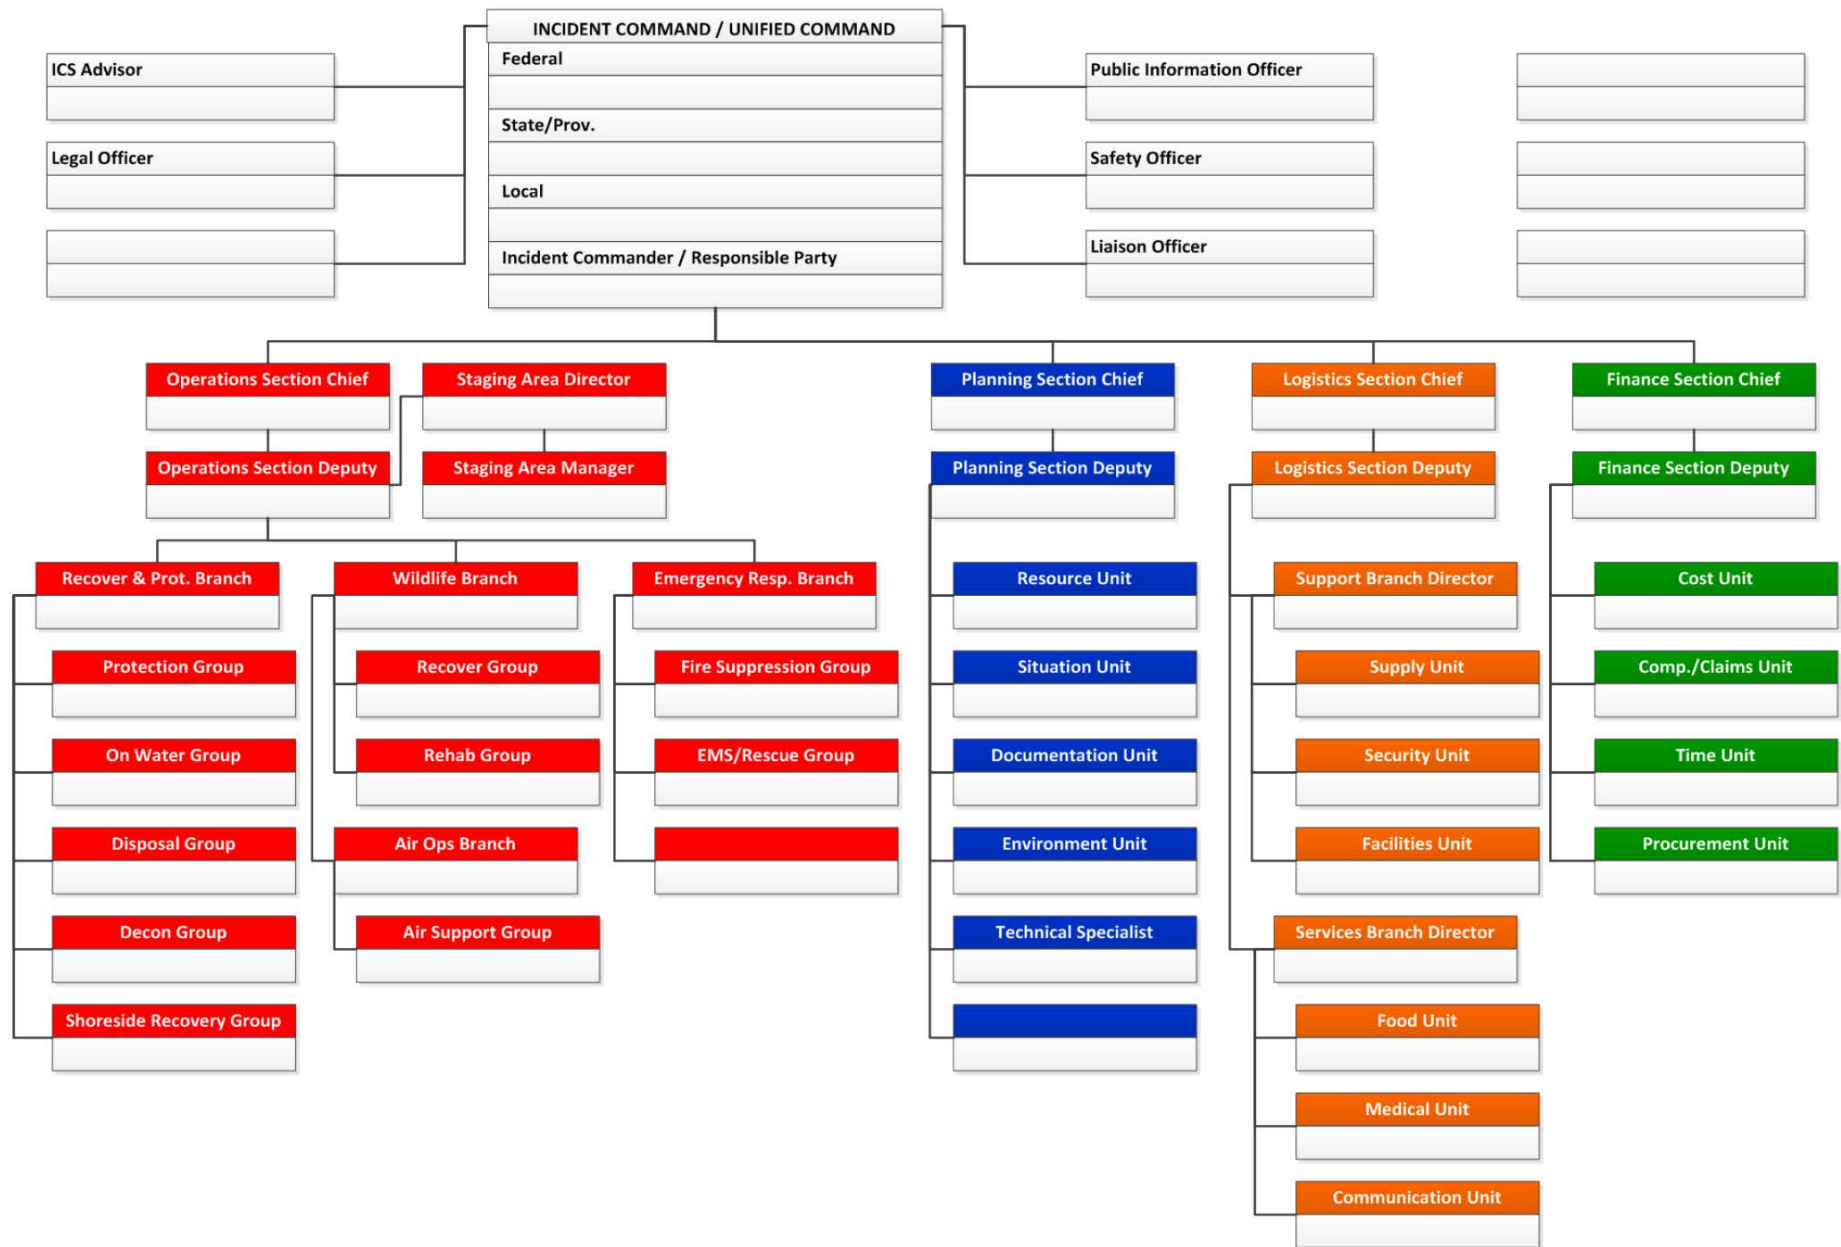 INCIDENT COMMAND / UNIFIED COMMAND
Federal
State/Prov.
Local
Incident Commander / Responsible Party
ICS Advisor
Legal Officer
Public Information Officer
Safety Officer
Liaison Officer
Operations Section Chief
Staging Area Director
Planning Section Chief
Logistics Section Chief
Finance Section Chief
Operations Section Deputy
Staging Area Manager
Planning Section Deputy
Logistics Section Deputy
Finance Section Deputy
Recover & Prot. Branch
Protection Group
On Water Group
Disposal Group
Decon Group
Shoreside Recovery Group
Wildlife Branch
Recover Group
Rehab Group
Air Ops Branch
Air Support Group
Emergency Resp. Branch
Fire Suppression Group
EMS/Rescue Group
Resource Unit
Situation Unit
Documentation Unit
Environment Unit
Technical Specialist
Support Branch Director
Supply Unit
Security Unit
Facilities Unit
Services Branch Director
Food Unit
Medical Unit
Communication Unit
Cost Unit
Comp./Claims Unit
Time Unit
Procurement Unit